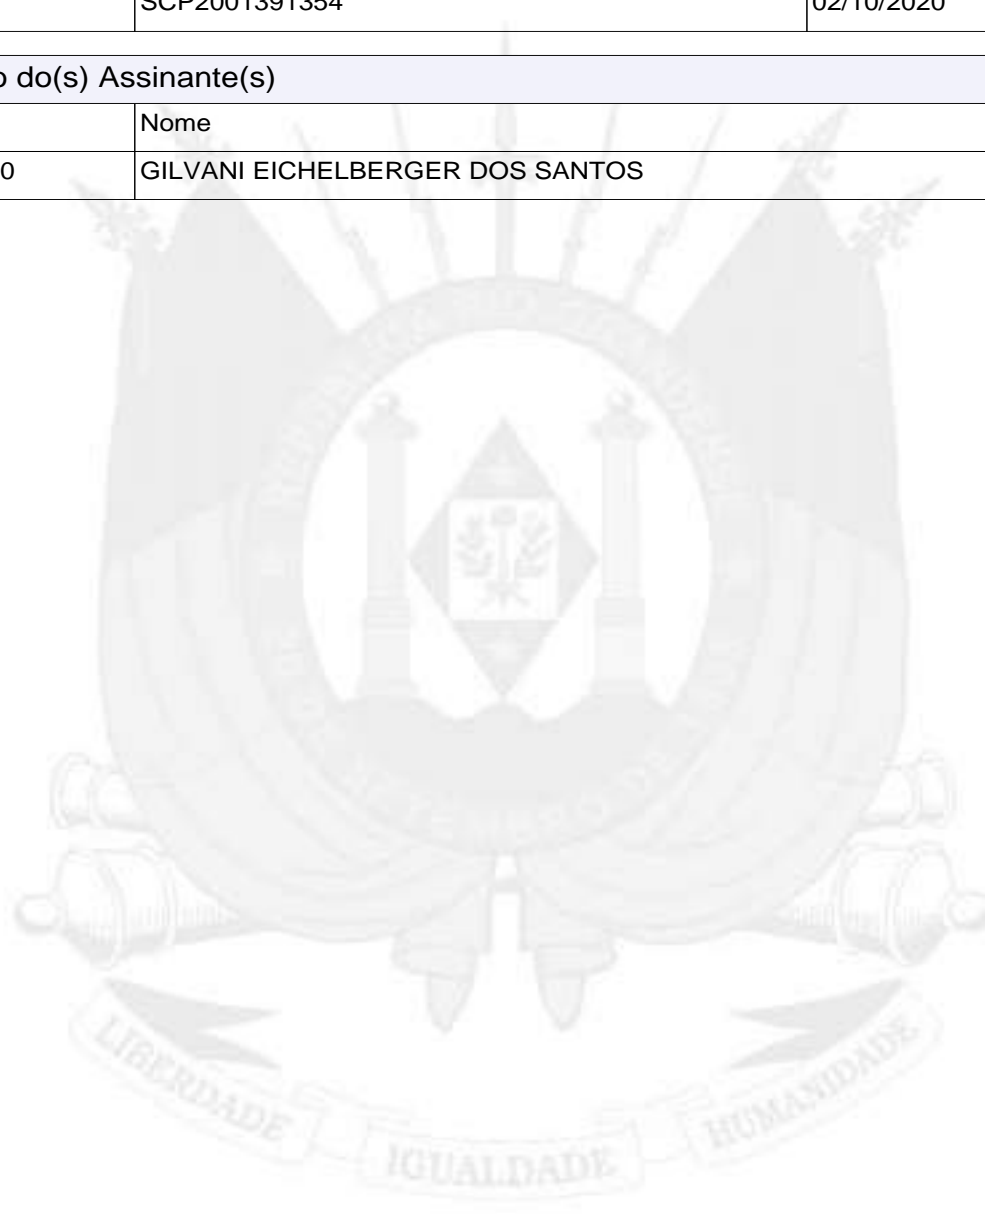 SCP2001391354 02/10/2020
o do(s) Assinante(s)
Nome
0 GILVANI EICHELBERGER DOS SANTOS
LIBERDADE IGUALDADE HUMANIDADE